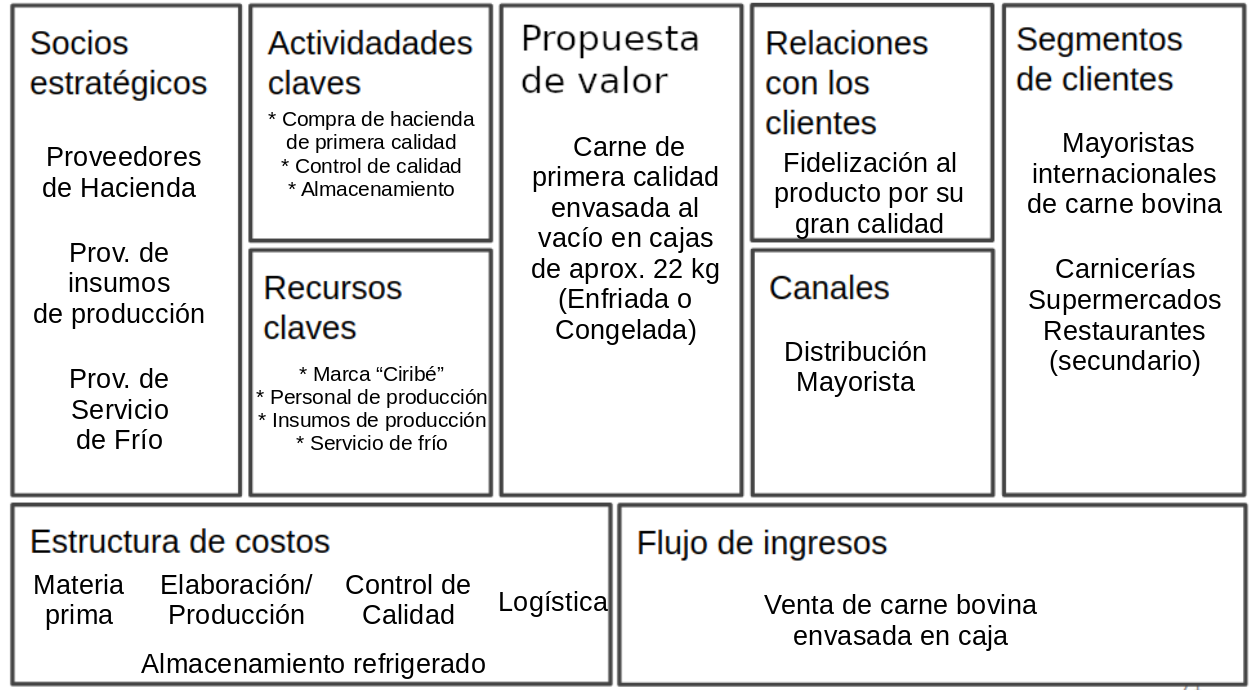 Socios
estratégicos
Proveedores
de Hacienda
Prov. de
insumos
de producción
Prov. de
Servicio
de Frío
Actividadades
claves
* Compra de hacienda
de primera calidad
* Control de calidad
* Almacenamiento
Recursos
claves
* Marca “Ciribé”
* Personal de producción
* Insumos de producción
* Servicio de frío
Propuesta
de valor
Carne de
primera calidad
envasada al
vacío en cajas
de aprox. 22 kg
(Enfriada o
Congelada)
Relaciones
con los
clientes
Fidelización al
producto por su
gran calidad
Canales
Distribución
Mayorista
Segmentos
de clientes
Mayoristas
internacionales
de carne bovina
Carnicerías
Supermercados
Restaurantes
(secundario)
Estructura de costos
Materia
prima
Elaboración/
Producción
Control de
Calidad
Logística
Almacenamiento refrigerado
Flujo de ingresos
Venta de carne bovina
envasada en caja